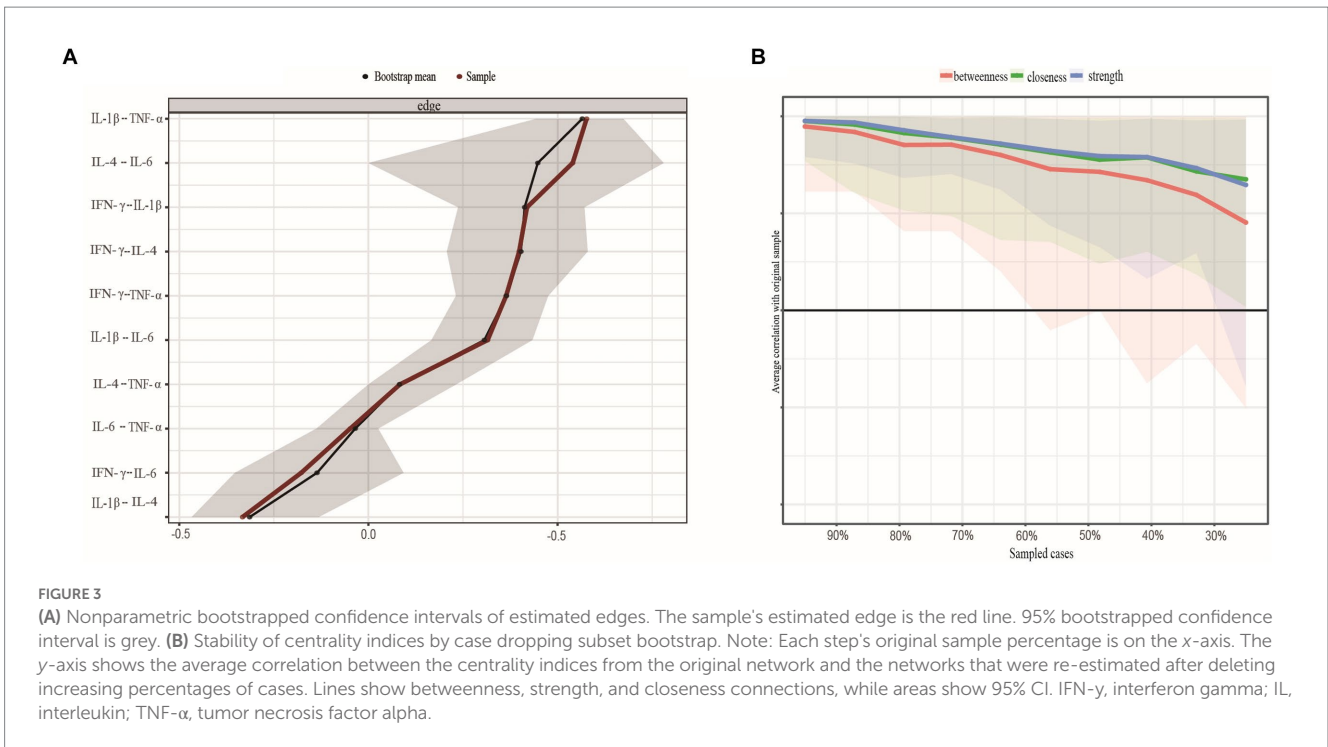 A
Bootstrap mean
Sample
edge
IL-1β--TNF-α
IL-4 -- IL-6
IFN-γ--IL-1β
IFN-γ--IL-4
IFN-γ--TNF-α
IL-1β -- IL-6
IL-4 --TNF-α
IL-6 --TNF-α
IFN-γ--IL-6
IL-1β -- IL-4
-0.5
0.0
-0.5
B
betweenness
closeness
strength
Average correlation with original sample
90%
80%
70%
60%
50%
40%
30%
Sampled cases
FIGURE 3
(A) Nonparametric bootstrapped confidence intervals of estimated edges. The sample's estimated edge is the red line. 95% bootstrapped confidence
interval is grey. (B) Stability of centrality indices by case dropping subset bootstrap. Note: Each step's original sample percentage is on the x-axis. The
y-axis shows the average correlation between the centrality indices from the original network and the networks that were re-estimated after deleting
increasing percentages of cases. Lines show betweenness, strength, and closeness connections, while areas show 95% CI. IFN-y, interferon gamma; IL,
interleukin; TNF-α, tumor necrosis factor alpha.